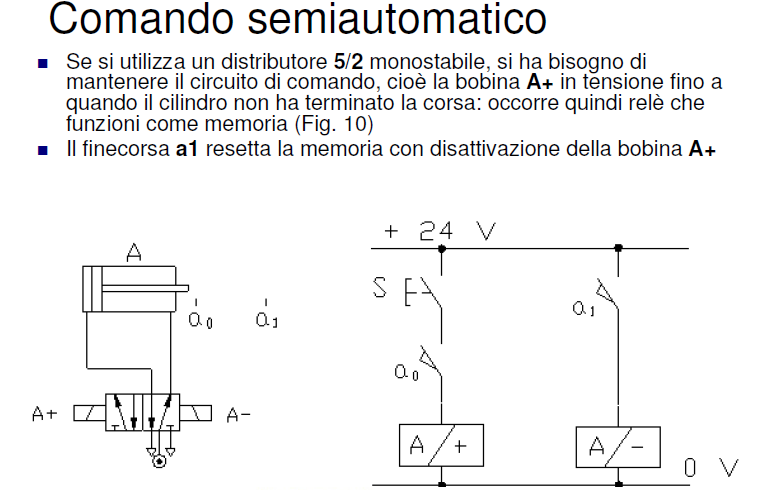 Comando semiautomatico
Se si utilizza un distributore 5/2 monostabile, si ha bisogno di
mantenere il circuito di comando, cioè la bobina A+ in tensione fino a
quando il cilindro non ha terminato la corsa: occorre quindi relè che
funzioni come memoria (Fig. 10)
Il finecorsa a1 resetta la memoria con disattivazione della bobina A+
A
a0 a1
A+ A-
+ 24 V
S
a1
a0
A/+ A/-
0 V